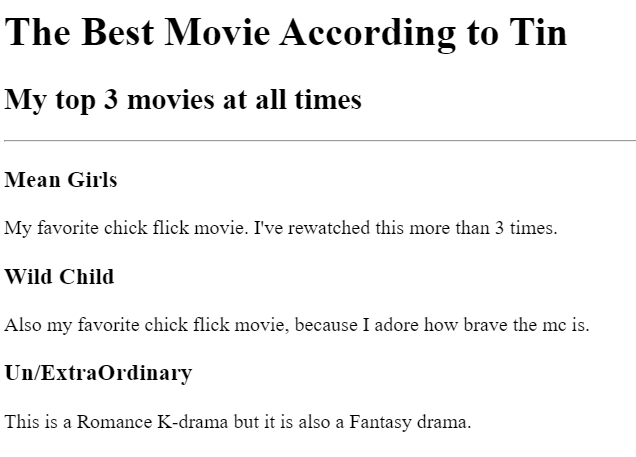 The Best Movie According to Tin
My top 3 movies at all times
Mean Girls
My favorite chick flick movie. I've rewatched this more than 3 times.
Wild Child
Also my favorite chick flick movie, because I adore how brave the mc is.
Un/ExtraOrdinary
This is a Romance K-drama but it is also a Fantasy drama.